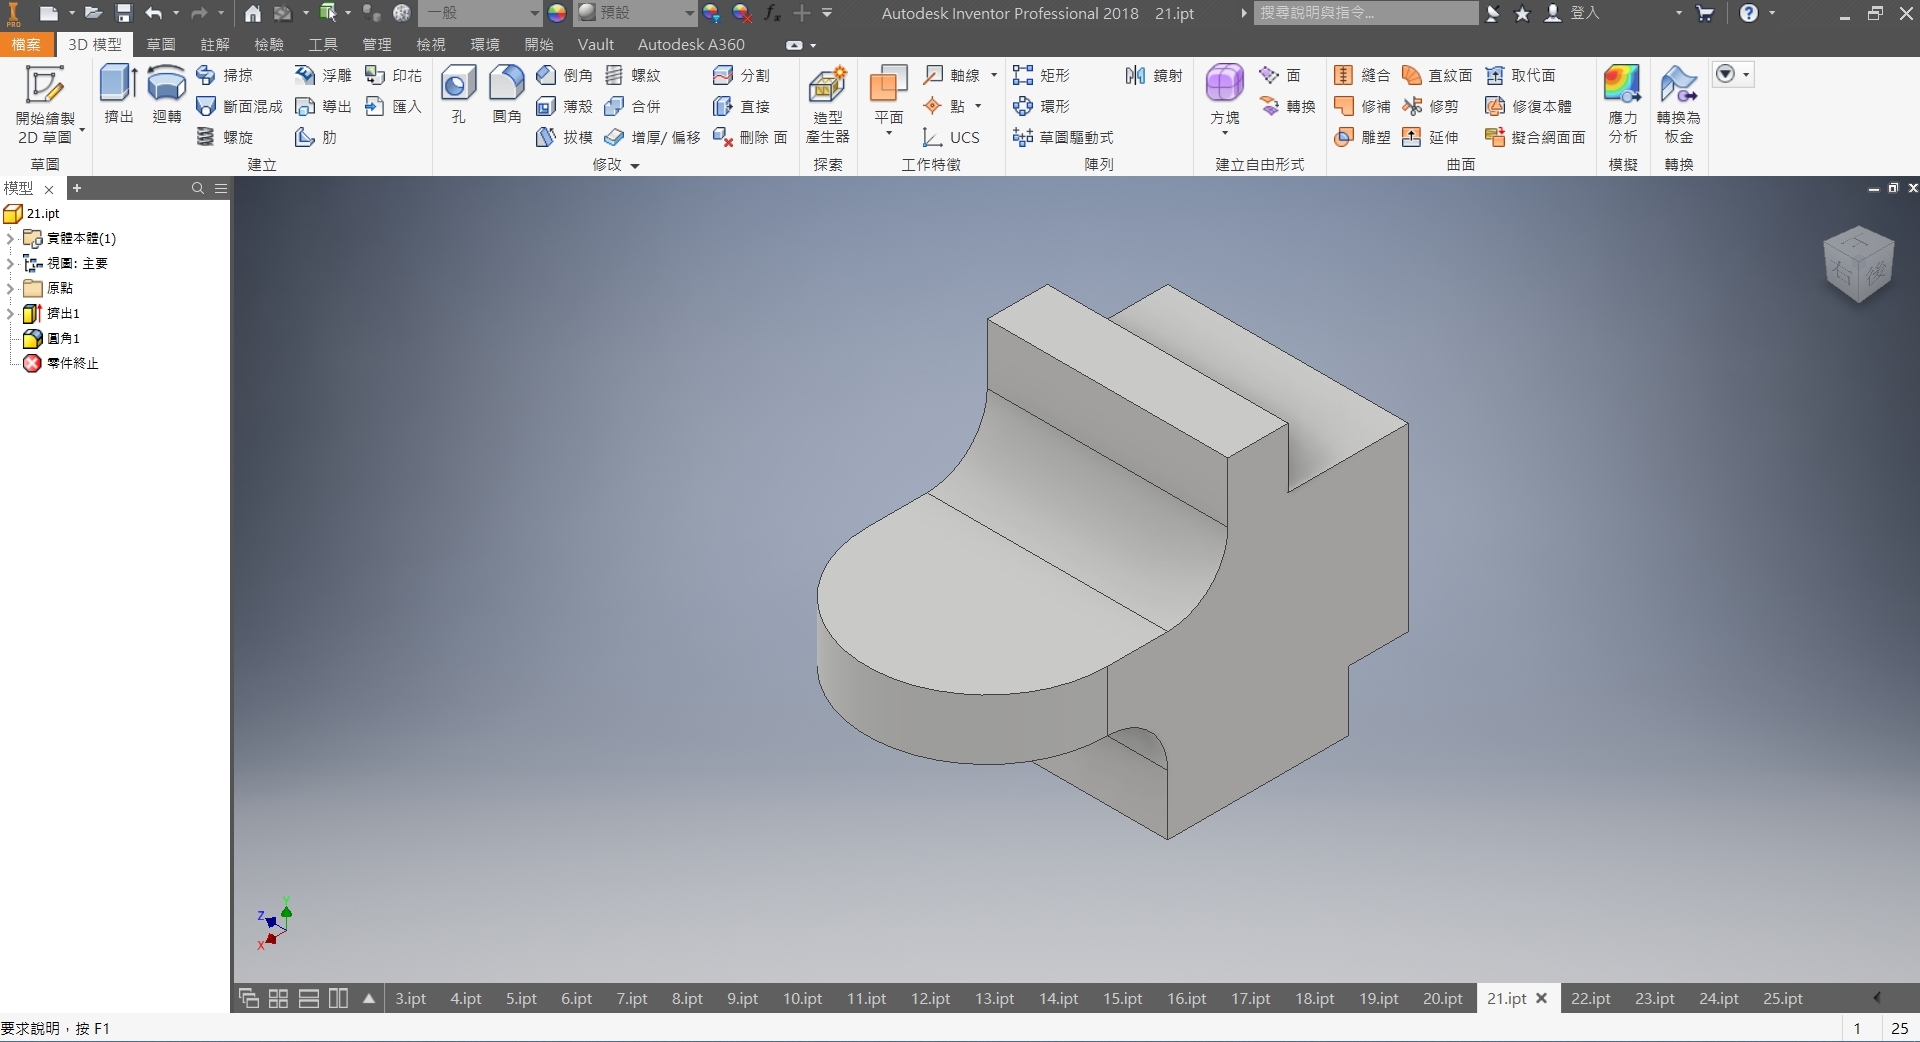 PRO
一般
預設
Autodesk Inventor Professional 2018 21.ipt
搜尋說明與指令...
登入
檔案 3D 模型 草圖 註解 檢驗 工具 管理 檢視 環境 開始 Vault Autodesk A360
開始繪製
2D 草圖
草圖
擠出
迴轉
掃掠
斷面混成
螺旋
浮雕
導出
肋
印花
匯入
建立
孔
圓角
倒角
薄殼
拔模
螺紋
合併
增厚/ 偏移
分割
直接
刪除 面
修改
造型
產生器
探索
平面
軸線
點
UCS
工作特徵
矩形
環形
草圖驅動式
鏡射
陣列
方塊
面
轉換
建立自由形式
縫合
修補
雕塑
直紋面
修剪
延伸
取代面
修復本體
擬合網面面
曲面
應力
分析
模擬
轉換為
板金
轉換
模型
21.ipt
實體本體(1)
視圖: 主要
原點
擠出1
圓角1
零件終止
上
右
後
Y
Z
X
3.ipt 4.ipt 5.ipt 6.ipt 7.ipt 8.ipt 9.ipt 10.ipt 11.ipt 12.ipt 13.ipt 14.ipt 15.ipt 16.ipt 17.ipt 18.ipt 19.ipt 20.ipt 21.ipt 22.ipt 23.ipt 24.ipt 25.ipt
要求說明，按 F1
1 25